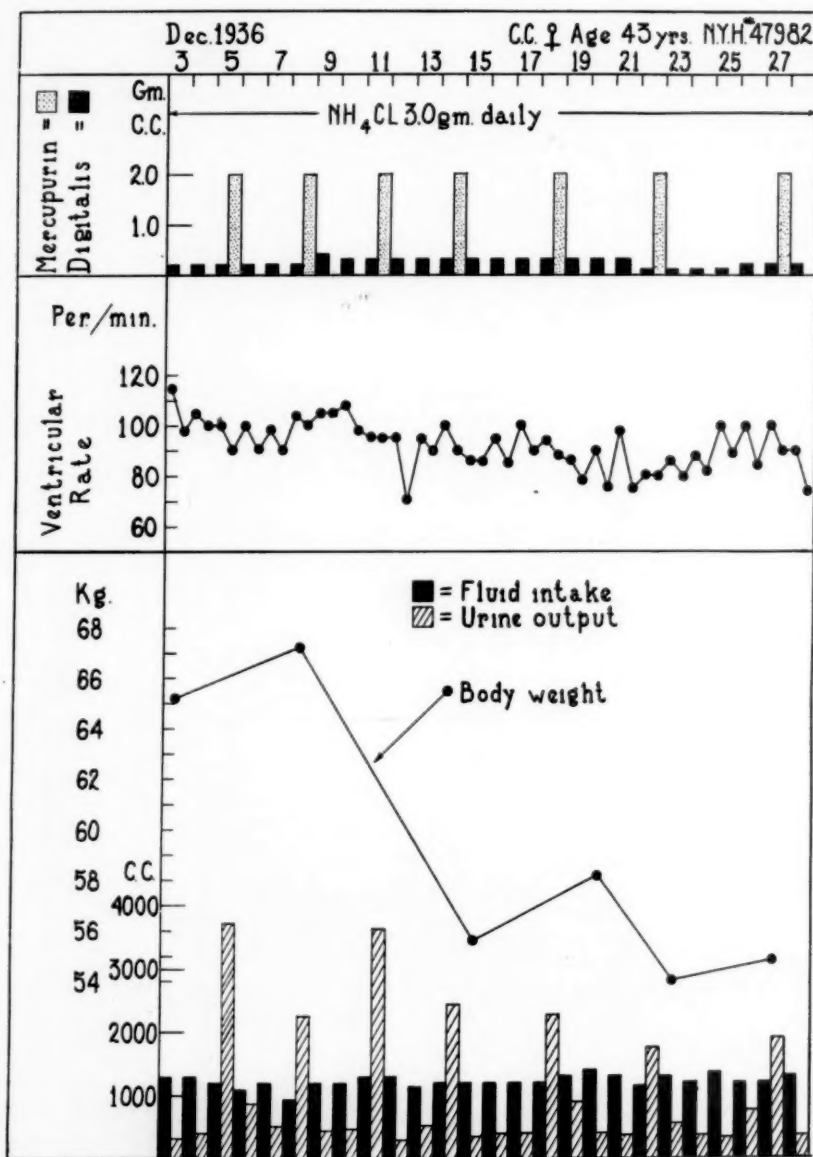 Dec. 1936 C.C. ♀ Age 43 yrs. N.Y.H.# 47982
3 5 7 9 11 13 15 17 19 21 23 25 27
Mercupurin "
Digitalis "
Gm.
C.C.
NH₄CL 3.0gm. daily
2.0
1.0
Per./min.
Ventricular
Rate
120
100
80
60
Kg.
= Fluid intake
= Urine output
68
66
Body weight
64
62
60
58
C.C.
4000
56
54
3000
2000
1000